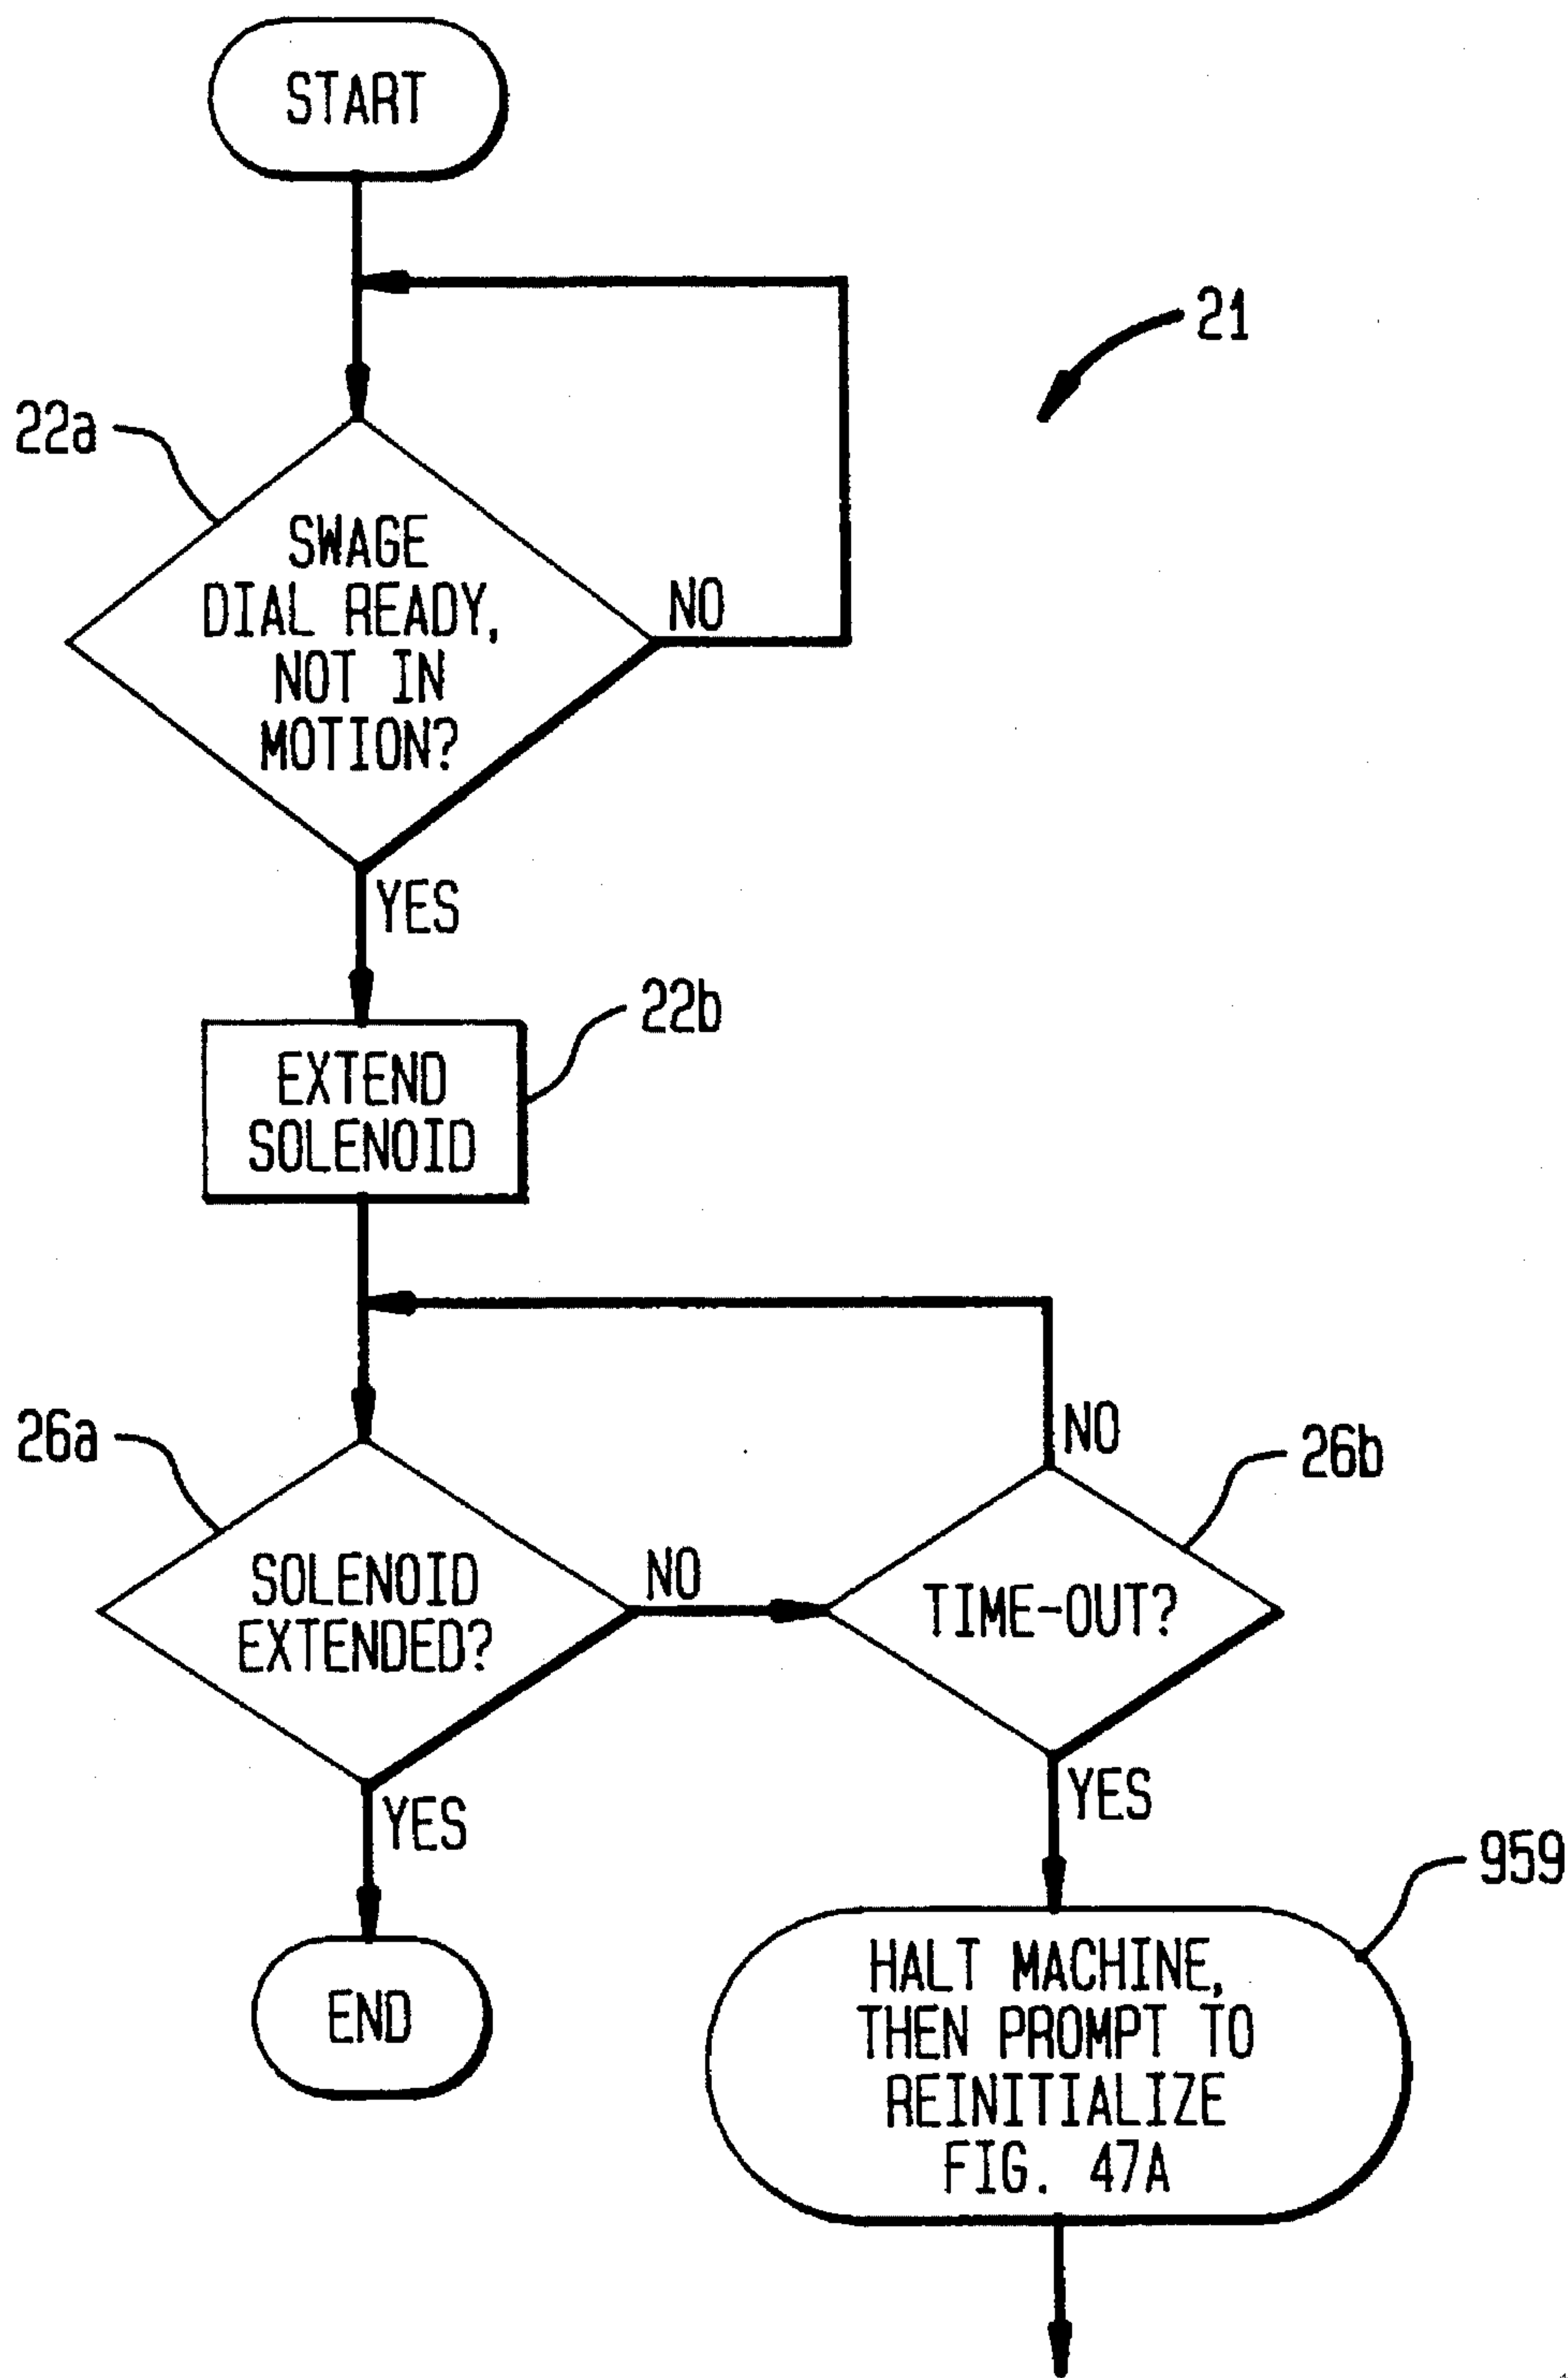 START
21
22a
SWAGE
DIAL READY,
NOT IN
MOTION?
NO
YES
22b
EXTEND
SOLENOID
26a
SOLENOID
EXTENDED?
NO
NO
26b
TIME-OUT?
YES
YES
959
END
HALT MACHINE,
THEN PROMPT TO
REINITIALIZE
FIG. 47A